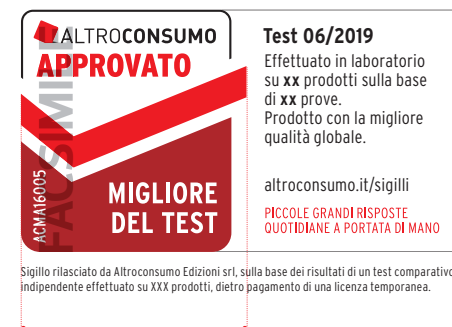 ALTROCONSUMO
APPROVATO
FACSIMILE
ACMA16005
MIGLIORE
DEL TEST
Test 06/2019
Effettuato in laboratorio
su xx prodotti sulla base
di xx prove.
Prodotto con la migliore
qualità globale.
altroconsumo.it/sigilli
PICCOLE GRANDI RISPOSTE
QUOTIDIANE A PORTATA DI MANO
Sigillo rilasciato da Altroconsumo Edizioni srl, sulla base dei risultati di un test comparativo
indipendente effettuato su XXX prodotti, dietro pagamento di una licenza temporanea.